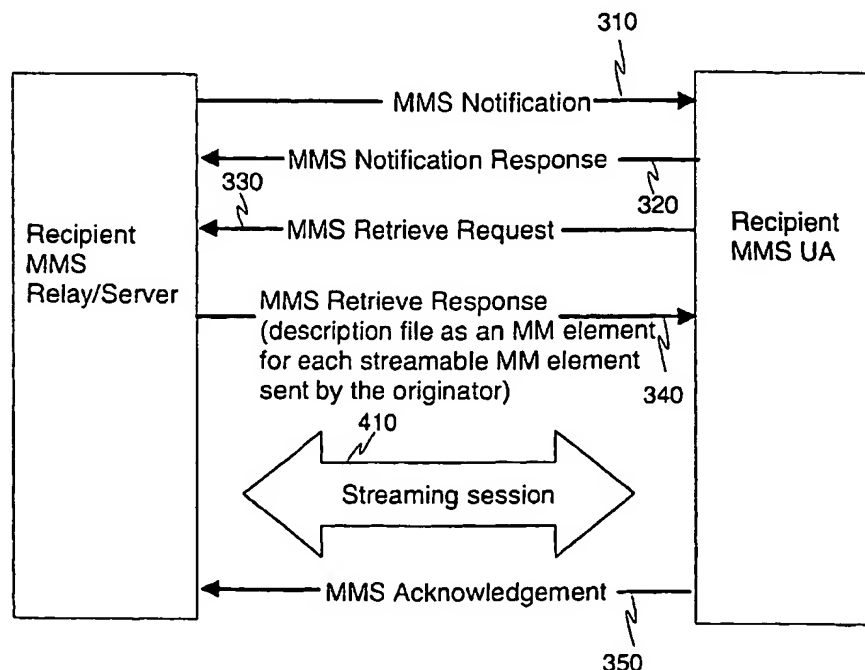 310
MMS Notification
MMS Notification Response
320
330
MMS Retrieve Request
Recipient
MMS
Relay/Server
Recipient
MMS UA
MMS Retrieve Response
(description file as an MM element
for each streamable MM element
sent by the originator)
340
410
Streaming session
MMS Acknowledgement
350